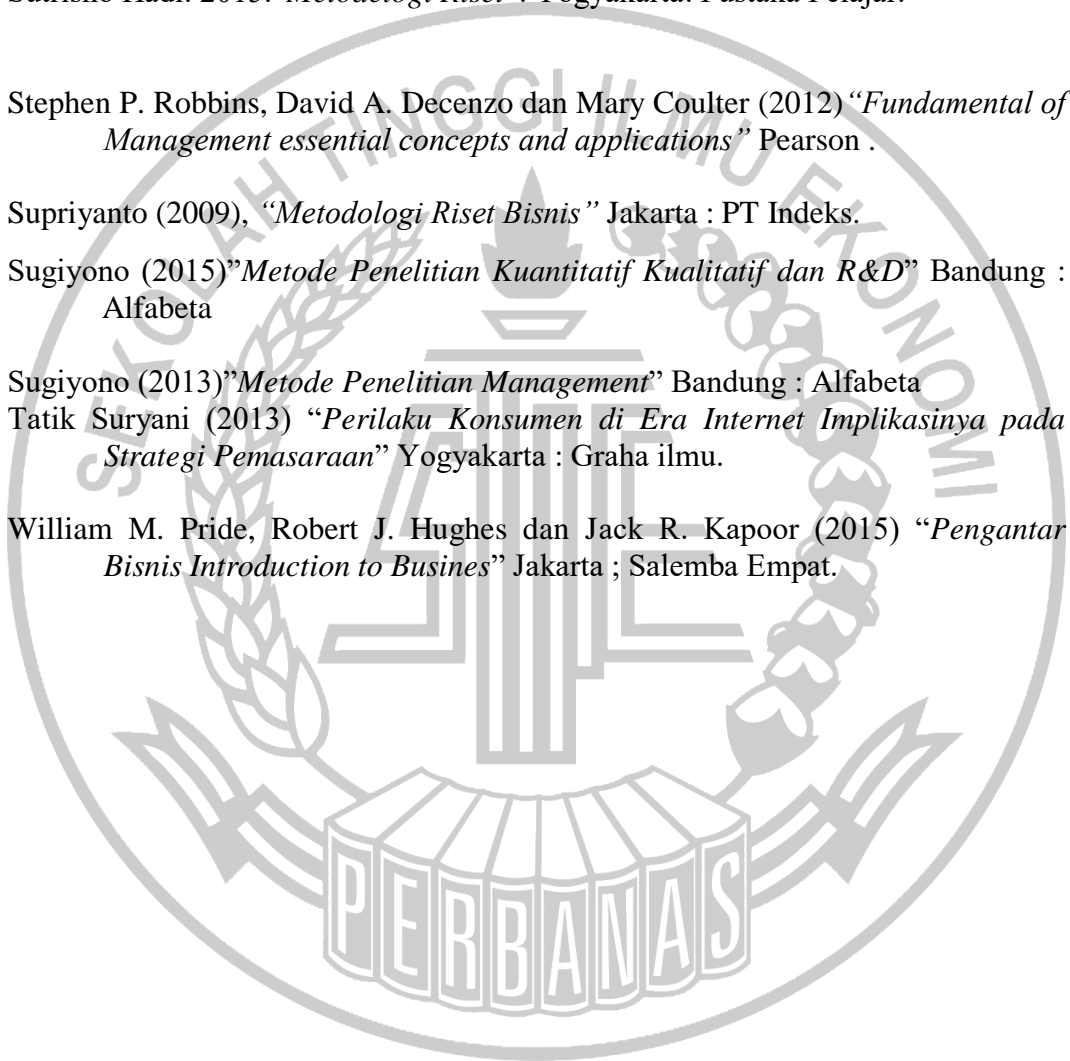 Stephen P. Robbins, David A. Decenzo dan Mary Coulter (2012)“Fundamental of
Management essential concepts and applications” Pearson .
Supriyanto (2009), “Metodologi Riset Bisnis” Jakarta : PT Indeks.
Sugiyono (2015)”Metode Penelitian Kuantitatif Kualitatif dan R&D” Bandung :
Alfabeta
Sugiyono (2013)”Metode Penelitian Management” Bandung : Alfabeta
Tatik Suryani (2013) “Perilaku Konsumen di Era Internet Implikasinya pada
Strategi Pemasaraan” Yogyakarta : Graha ilmu.
William M. Pride, Robert J. Hughes dan Jack R. Kapoor (2015) “Pengantar
Bisnis Introduction to Busines” Jakarta ; Salemba Empat.
SEKOLAH TINGGI ILMU EKONOMI
PERBANAS